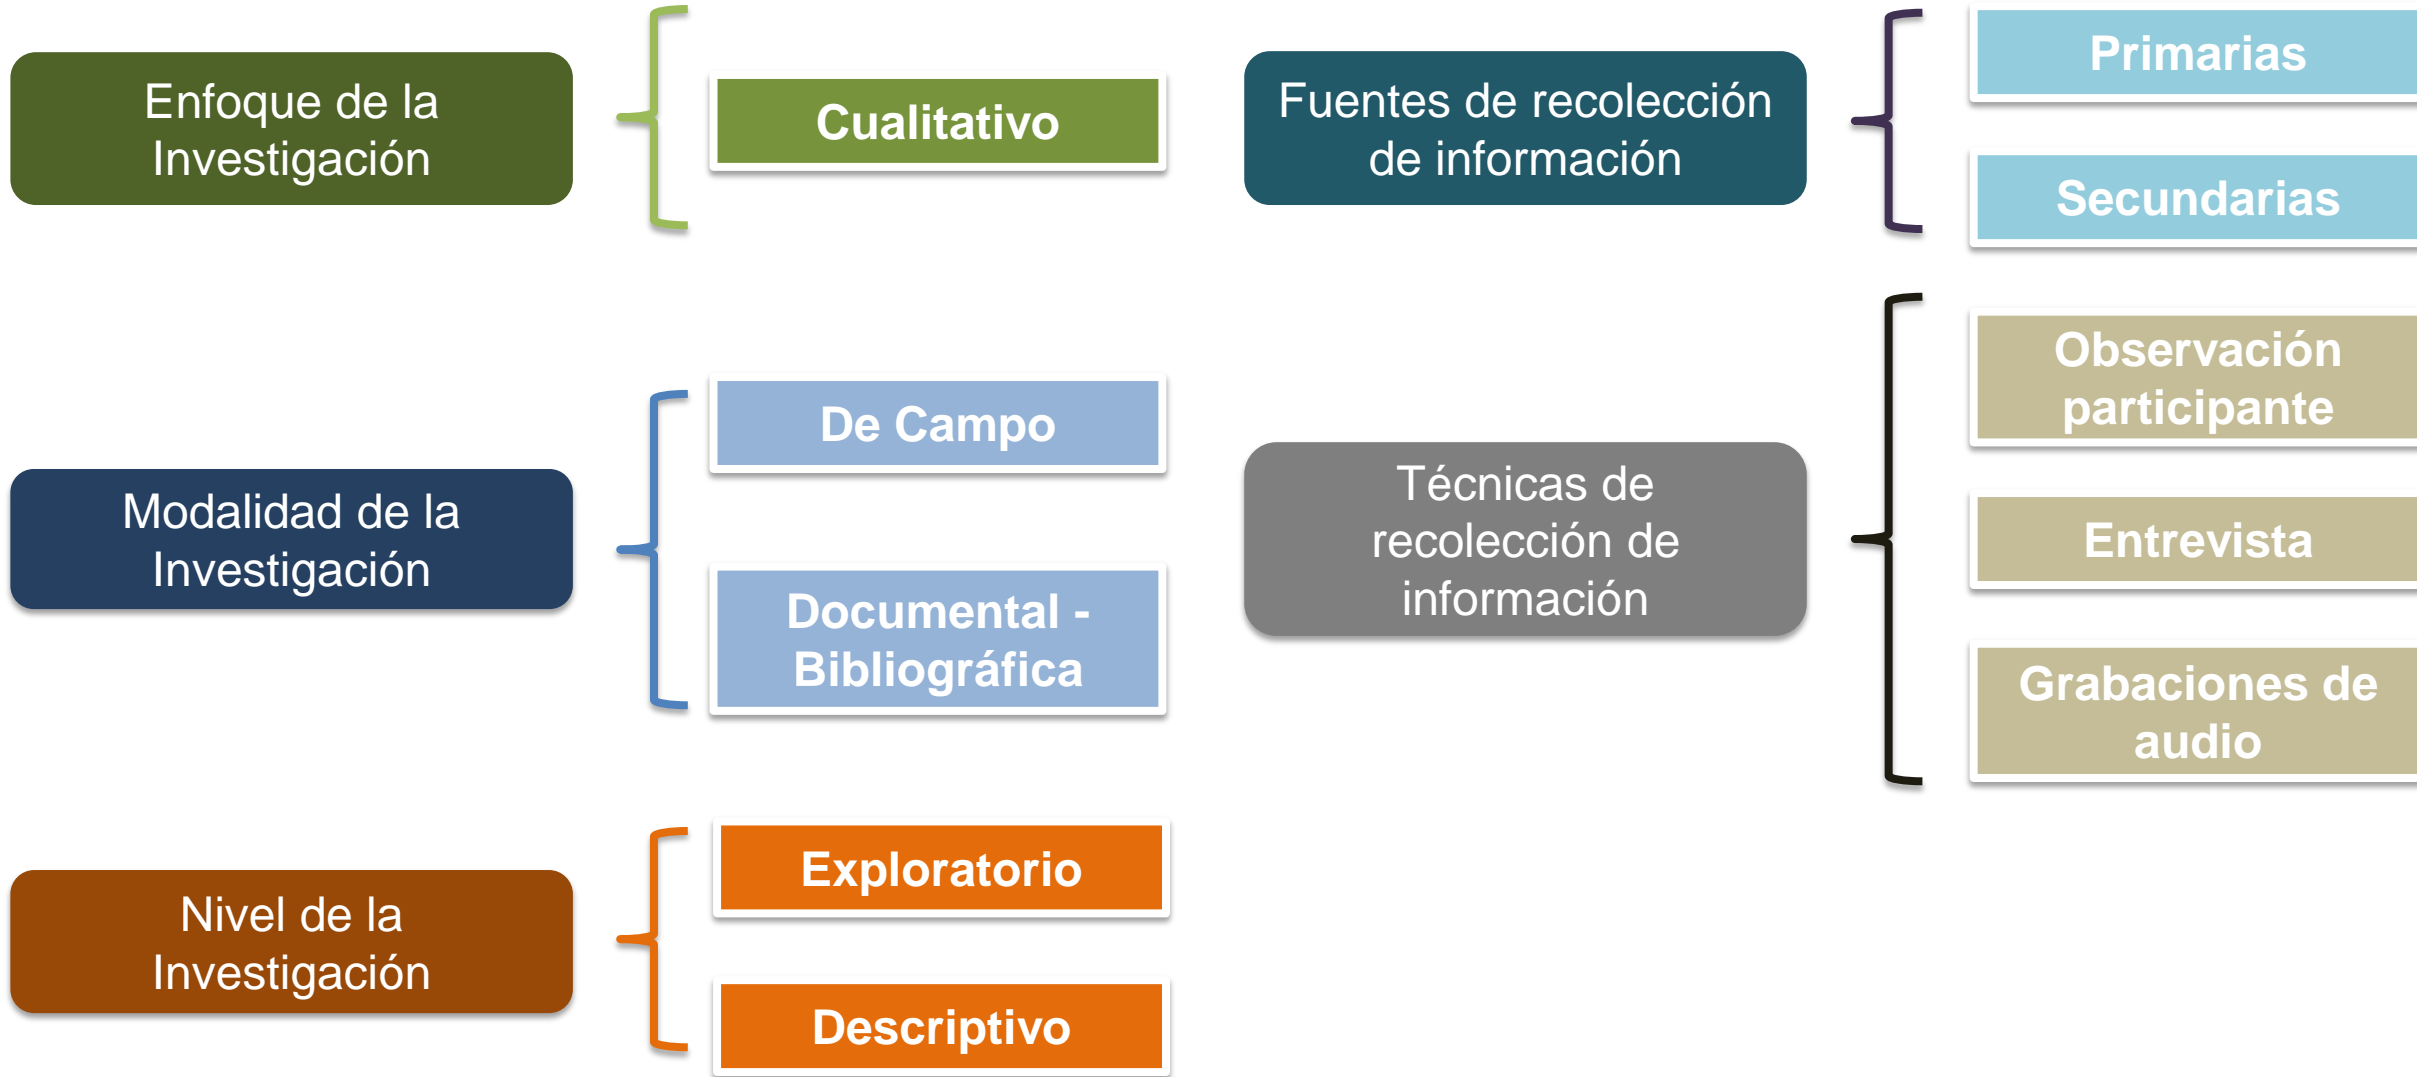 Enfoque de la
Investigación
Cualitativo
Modalidad de la
Investigación
De Campo
Documental -
Bibliográfica
Nivel de la
Investigación
Exploratorio
Descriptivo
Fuentes de recolección
de información
Primarias
Secundarias
Técnicas de
recolección de
información
Observación
participante
Entrevista
Grabaciones de
audio